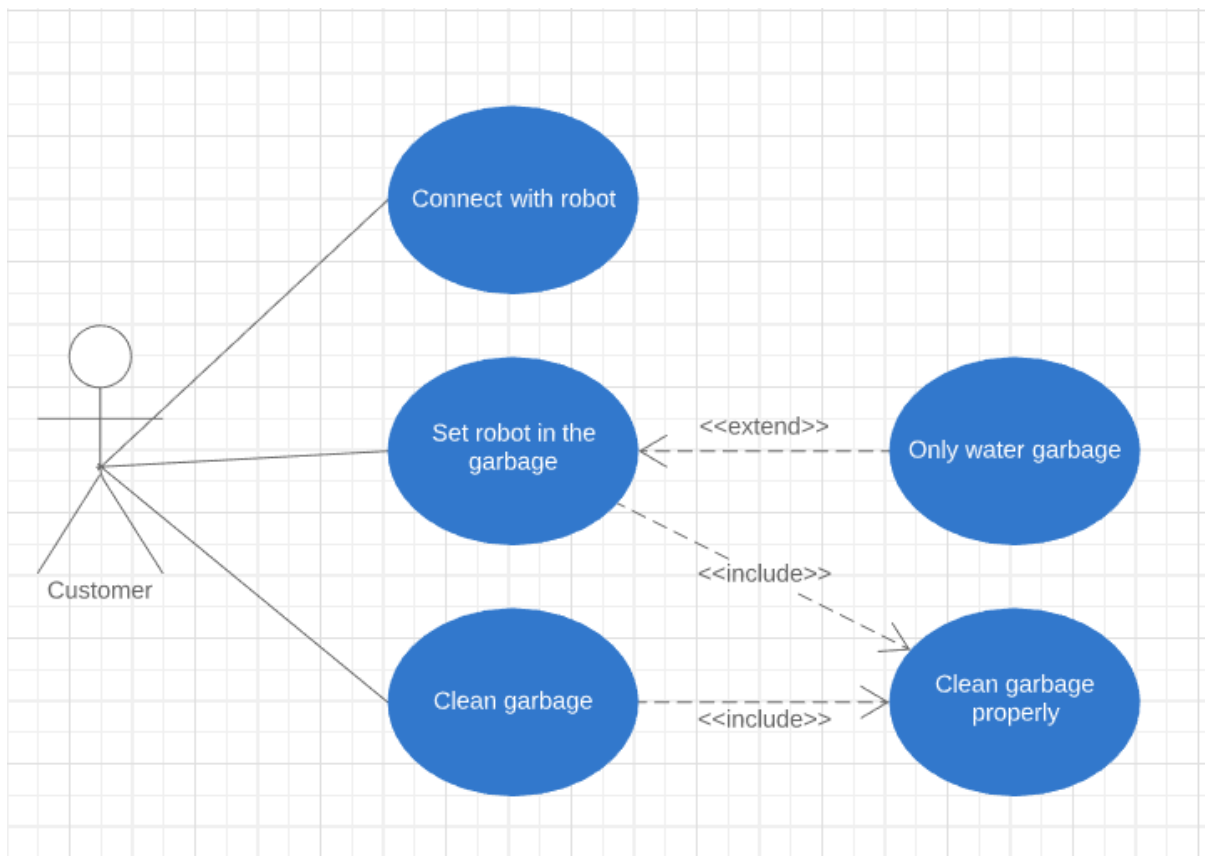 Connect with robot
Set robot in the
garbage
<<extend>>
Only water garbage
<<include>>
Customer
Clean garbage
<<include>>
Clean garbage
properly